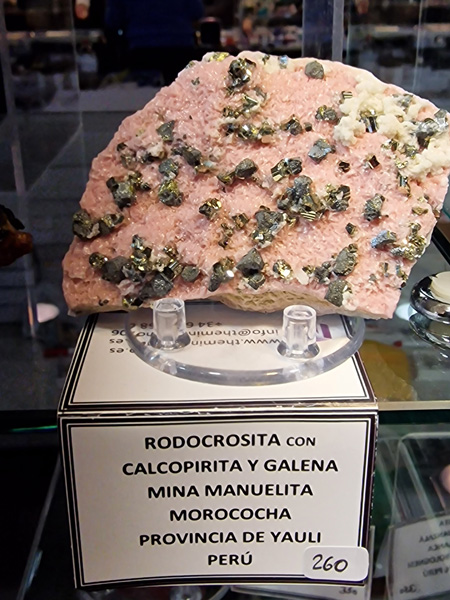 RODOCROSITA CON
CALCOPIRITA Y GALENA
MINA MANUELITA
MOROCOCHA
PROVINCIA DE YAULI
PERÚ
260